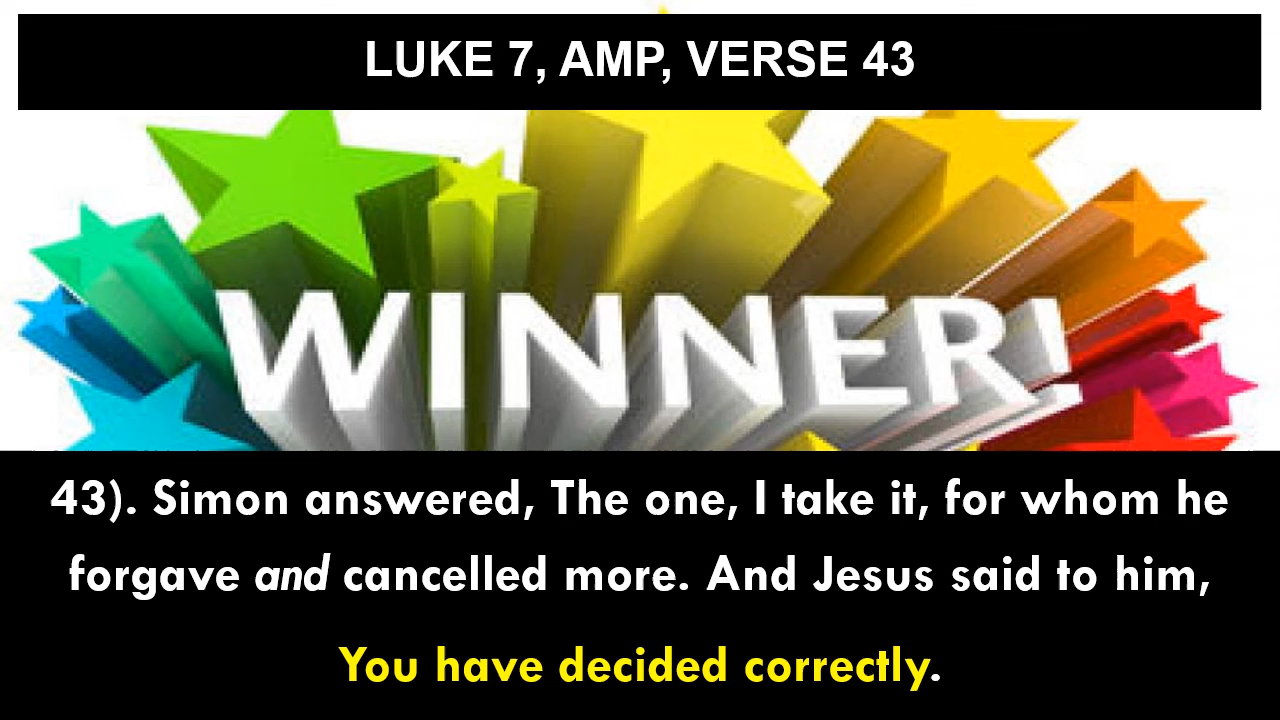 LUKE 7, AMP, VERSE 43
WINNER!
43). Simon answered, The one, I take it, for whom he
forgave and cancelled more. And Jesus said to him,
You have decided correctly.